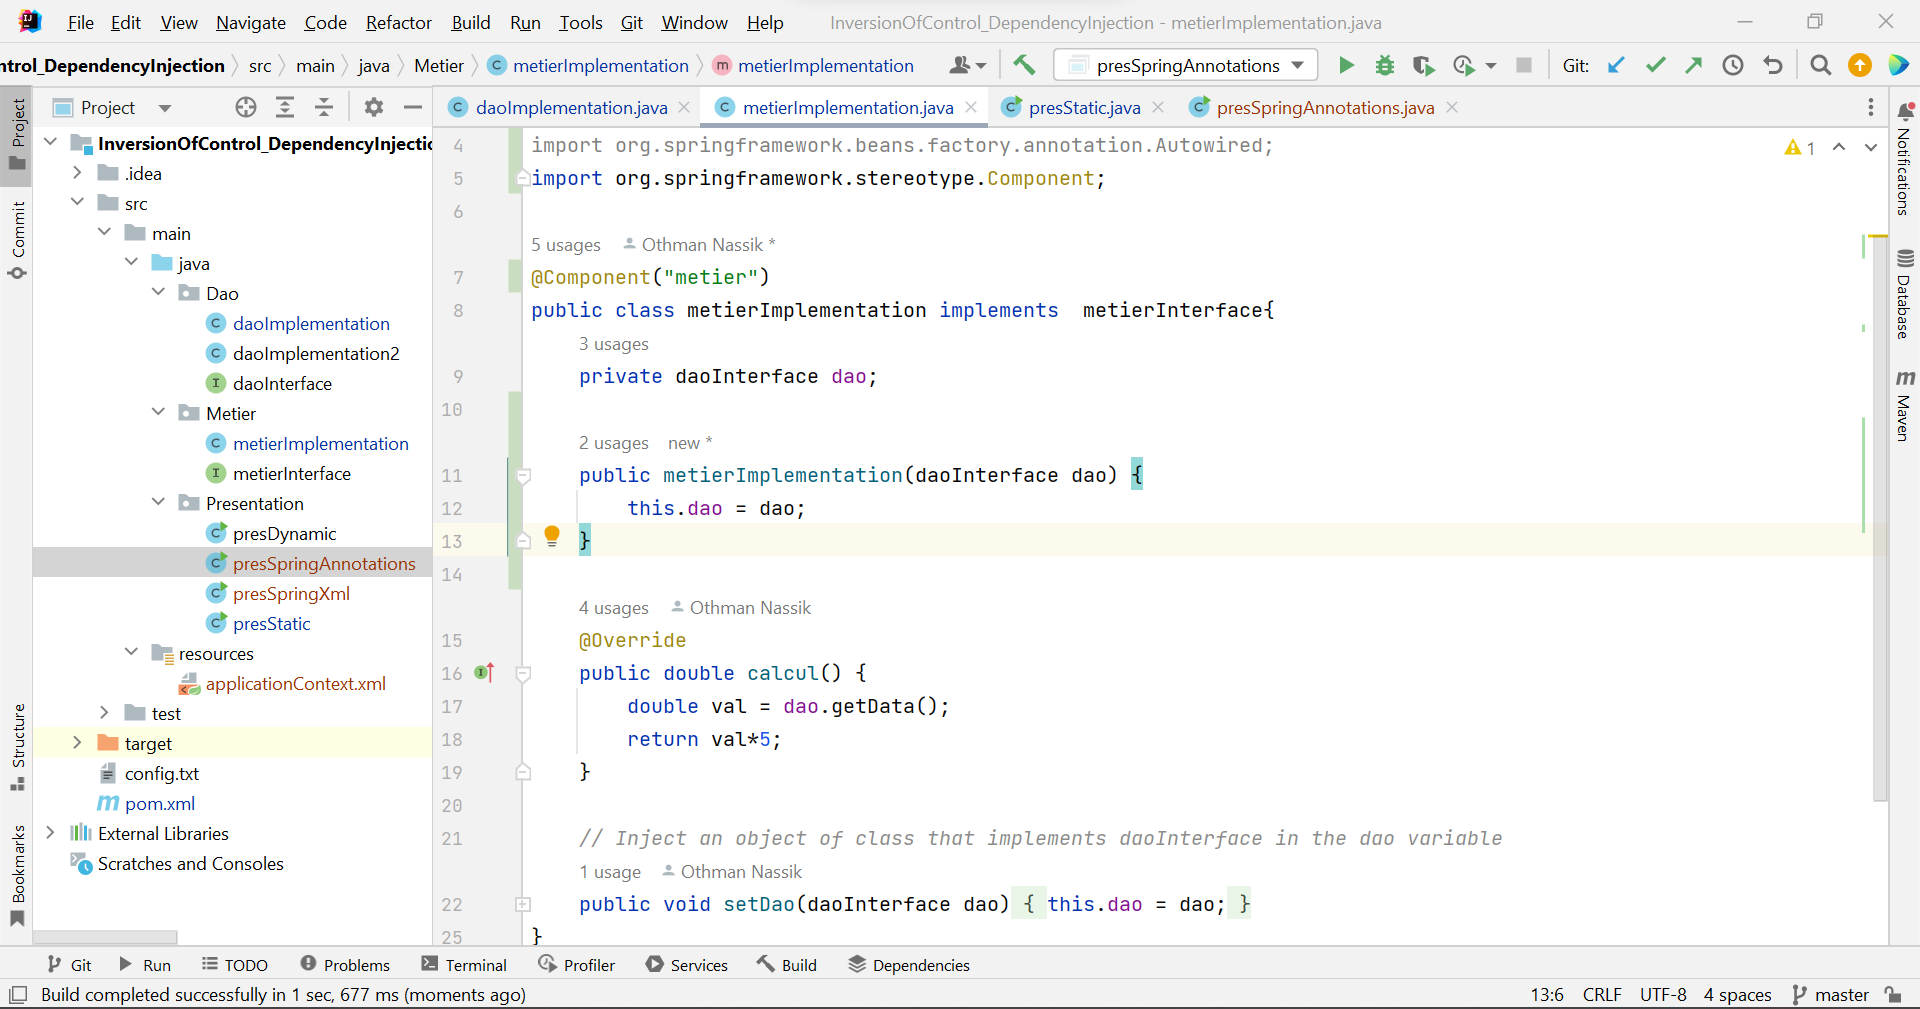 File Edit View Navigate Code Refactor Build Run Tools Git Window Help InversionOfControl_DependencyInjection - metierImplementation.java
ntrol_DependencyInjection src main java Metier metierImplementation m metierImplementation presSpringAnnotations Git:
Project
daoImplementation.java metierImplementation.java presStatic.java presSpringAnnotations.java
Project
Commit
Structure
Bookmarks
InversionOfControl_DependencyInjectio
.idea
src
main
java
Dao
daoImplementation
daoImplementation2
daoInterface
Metier
metierImplementation
metierInterface
Presentation
presDynamic
presSpringAnnotations
presSpringXml
presStatic
resources
applicationContext.xml
test
target
config.txt
pom.xml
External Libraries
Scratches and Consoles
4 import org.springframework.beans.factory.annotation.Autowired;
5 import org.springframework.stereotype.Component;
6
5 usages Othman Nassik *
7 @Component("metier")
8 public class metierImplementation implements  metierInterface{
3 usages
9 private daoInterface dao;
10
2 usages new *
11 public metierImplementation(daoInterface dao) {
12 this.dao = dao;
13 }
14
4 usages Othman Nassik
15 @Override
16 public double calcul() {
17 double val = dao.getData();
18 return val*5;
19 }
20
21 // Inject an object of class that implements daoInterface in the dao variable
1 usage Othman Nassik
22 public void setDao(daoInterface dao) { this.dao = dao; }
25 }
1
Notifications
Database
m Maven
Git Run TODO Problems Terminal Profiler Services Build Dependencies
Build completed successfully in 1 sec, 677 ms (moments ago) 13:6 CRLF UTF-8 4 spaces master